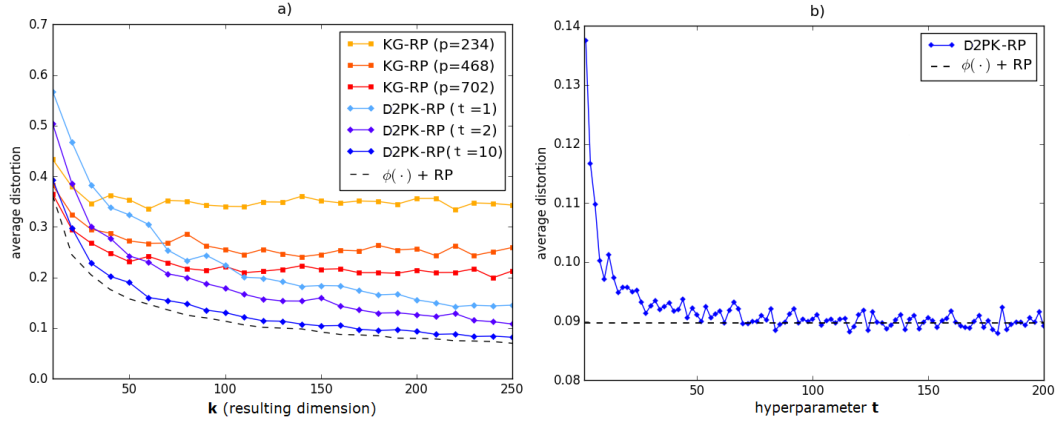 a)
0.7
0.6
0.5
0.4
0.3
0.2
0.1
0.0
average distortion
50
100
150
200
250
k (resulting dimension)
KG-RP (p=234)
KG-RP (p=468)
KG-RP (p=702)
D2PK-RP ( t =1)
D2PK-RP ( t =2)
D2PK-RP( t =10)
ϕ(·) + RP
b)
0.14
0.13
0.12
0.11
0.10
0.09
0.08
average distortion
50
100
150
200
hyperparameter t
D2PK-RP
ϕ(·) + RP